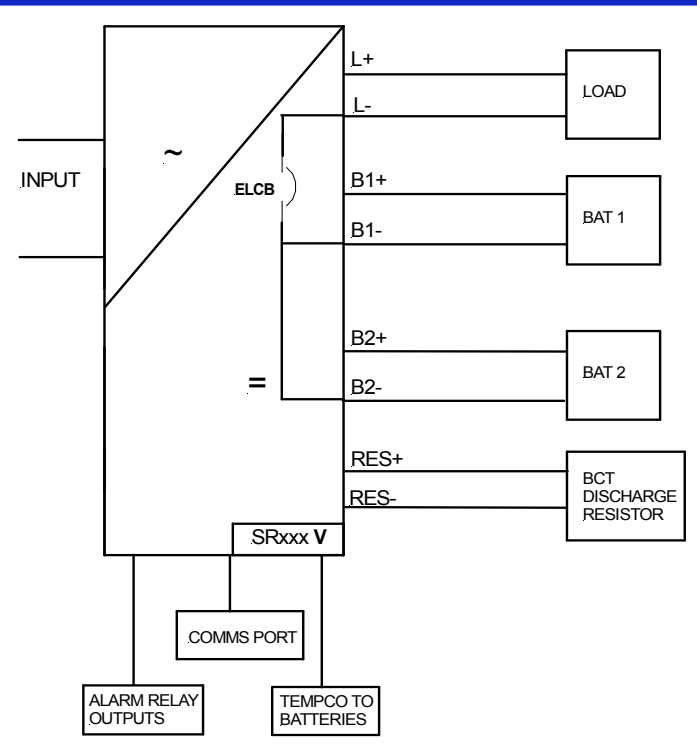 L+
LOAD
L-
~
INPUT
ELCB
B1+
BAT 1
B1-
B2+
BAT 2
=
B2-
RES+
BCT
DISCHARGE
RESISTOR
RES-
SRxxx V
COMMS PORT
ALARM RELAY
OUTPUTS
TEMPCO TO
BATTERIES